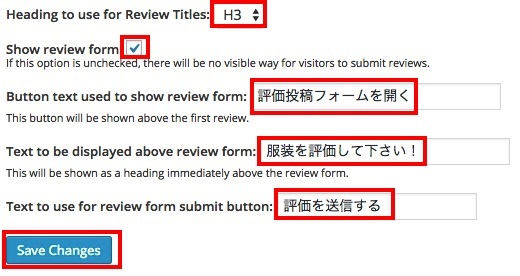 Heading to use for Review Titles: H3
Show review form:
If this option is unchecked, there will be no visible way for visitors to submit reviews.
Button text used to show review form: 評価投稿フォームを開く
This button will be shown above the first review.
Text to be displayed above review form: 服装を評価して下さい！
This will be shown as a heading immediately above the review form.
Text to use for review form submit button: 評価を送信する
Save Changes